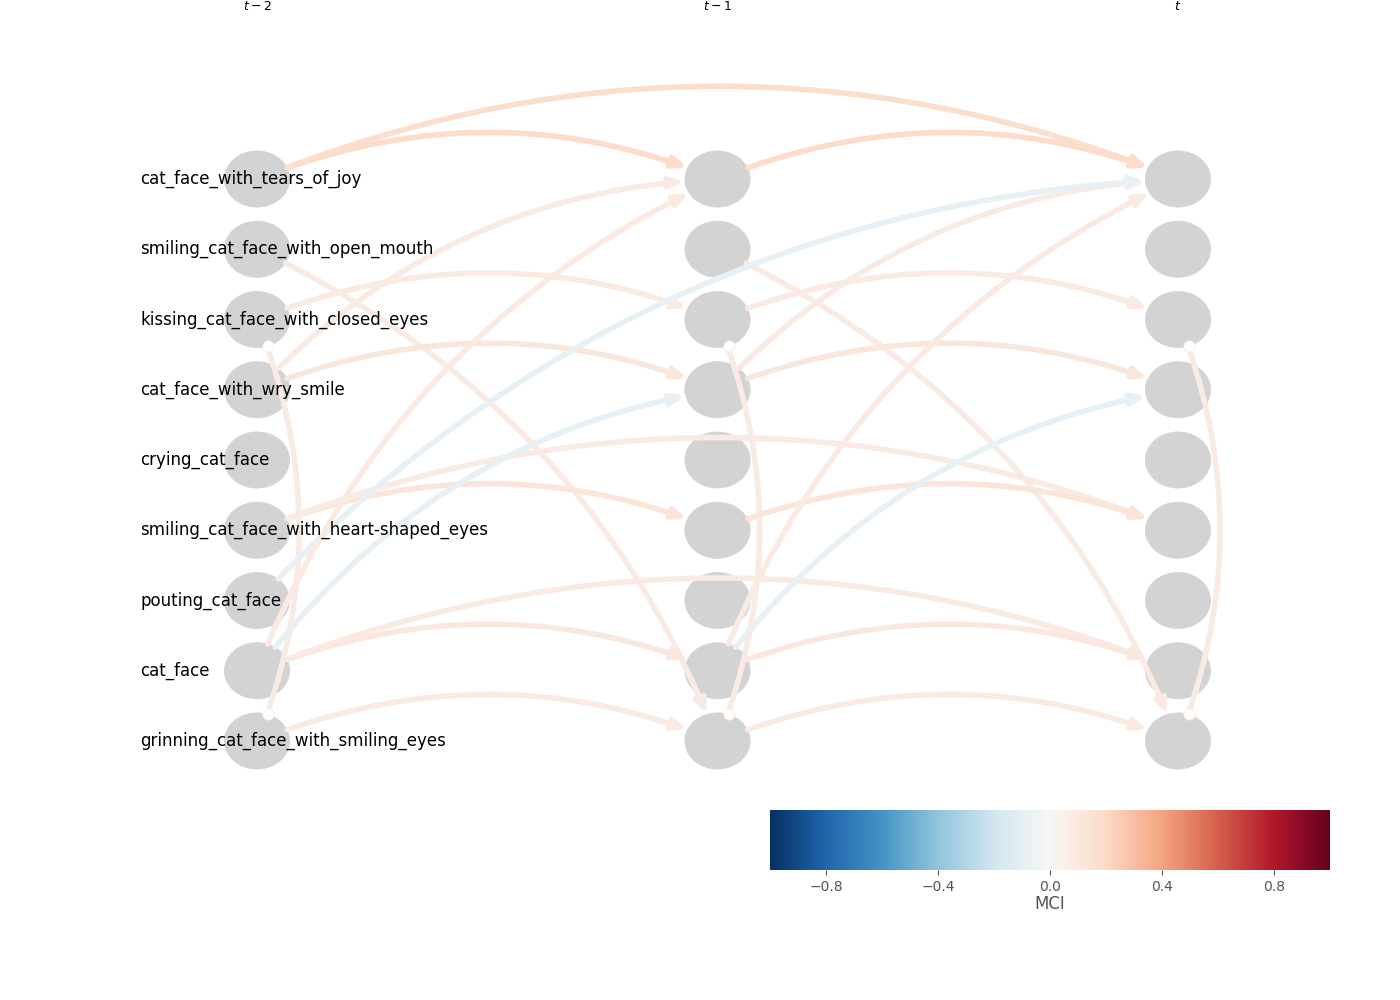 t − 2 t − 1 t
cat_face_with_tears_of_joy
smiling_cat_face_with_open_mouth
kissing_cat_face_with_closed_eyes
cat_face_with_wry_smile
crying_cat_face
smiling_cat_face_with_heart-shaped_eyes
pouting_cat_face
cat_face
grinning_cat_face_with_smiling_eyes
−0.8 −0.4 0.0 0.4 0.8
MCI